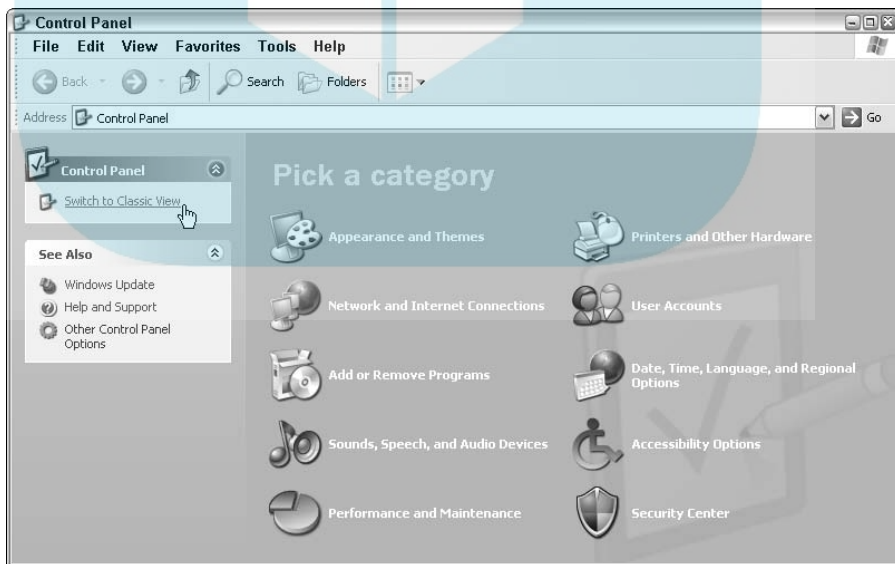 Control Panel
File Edit View Favorites Tools Help
Back Search Folders
Address Control Panel Go
Control Panel
Switch to Classic View
See Also
Windows Update
Help and Support
Other Control Panel
Options
Pick a category
Appearance and Themes
Printers and Other Hardware
Network and Internet Connections
User Accounts
Add or Remove Programs
Date, Time, Language, and Regional
Options
Sounds, Speech, and Audio Devices
Accessibility Options
Performance and Maintenance
Security Center